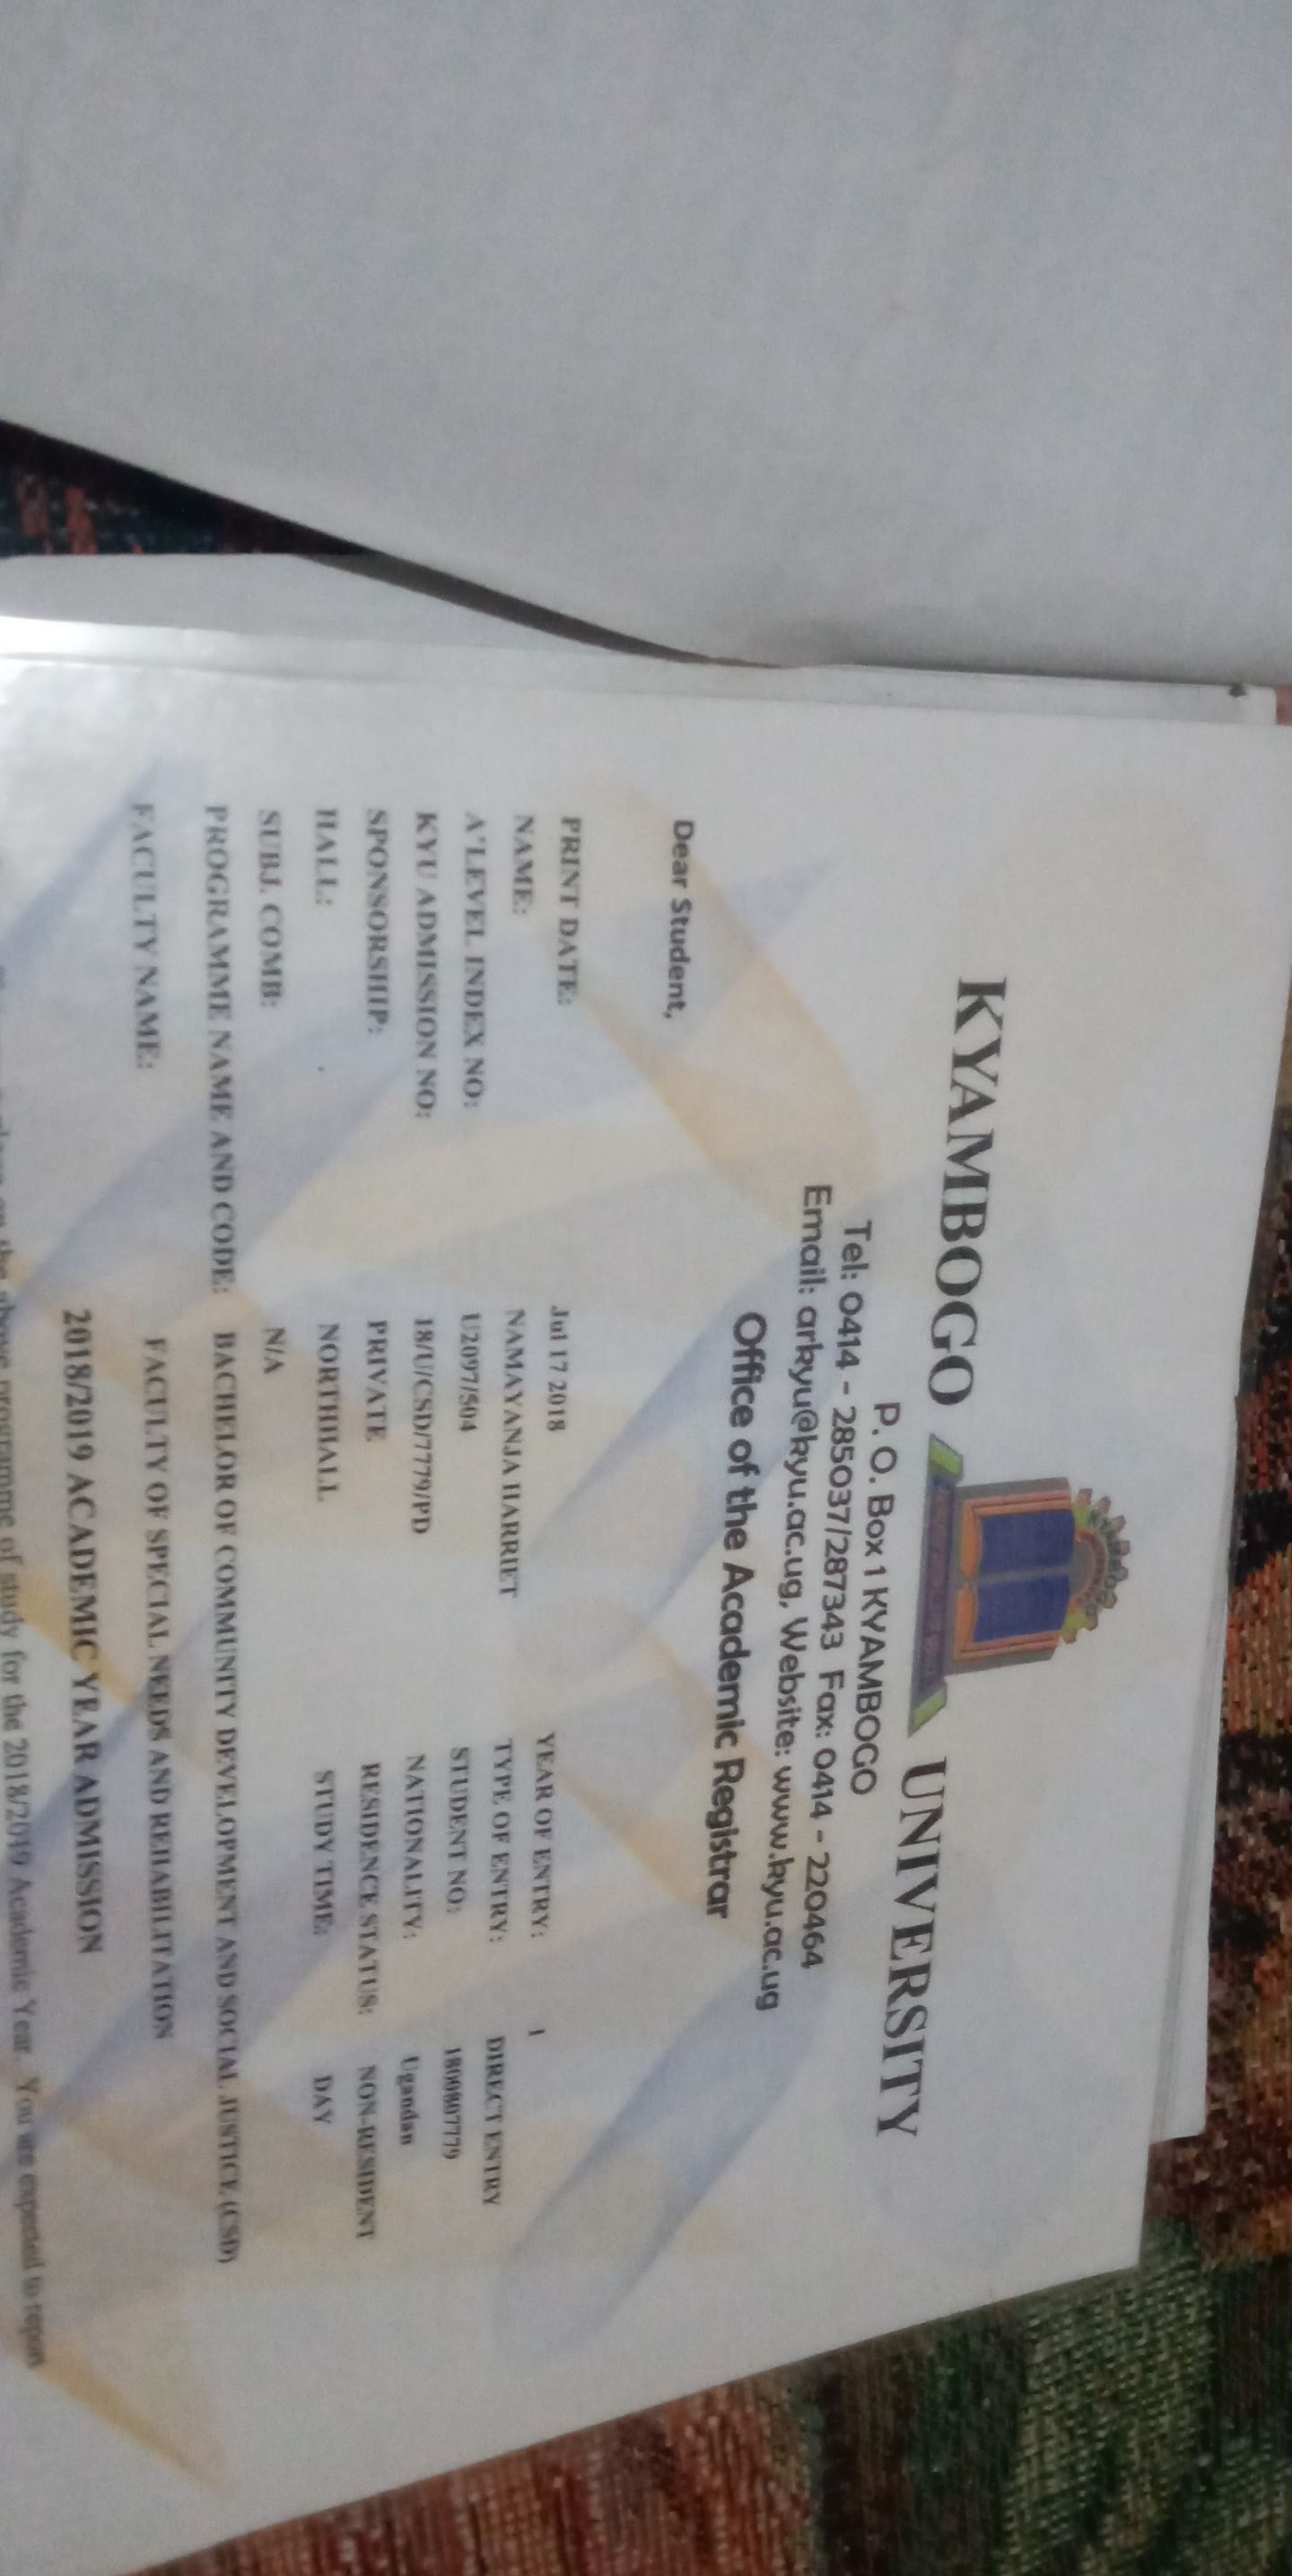 KYAMBOGO UNIVERSITY
P. O. Box 1 KYAMBOGO
Tel: 0414 - 285037/287343 Fax: 0414 - 220464
Email: arkyu@kyu.ac.ug, Website: www.kyu.ac.ug
Office of the Academic Registrar
Dear Student,
PRINT DATE: Jul 17 2018 YEAR OF ENTRY: 1
NAME: NAMAYANJA HARRIET TYPE OF ENTRY: DIRECT ENTRY
A'LEVEL INDEX NO: U2097/504 STUDENT NO: 1800807779
KYU ADMISSION NO: 18/U/CSD/7779/PD NATIONALITY: Ugandan
SPONSORSHIP: PRIVATE RESIDENCE STATUS: NON-RESIDENT
HALL: NORTHHALL STUDY TIME: DAY
SUBJ. COMB: N/A
PROGRAMME NAME AND CODE: BACHELOR OF COMMUNITY DEVELOPMENT AND SOCIAL JUSTICE (CSD)
FACULTY NAME: FACULTY OF SPECIAL NEEDS AND REHABILITATION
2018/2019 ACADEMIC YEAR ADMISSION
on the above programme of study for the 2018/2019 Academic Year. You are expected to report